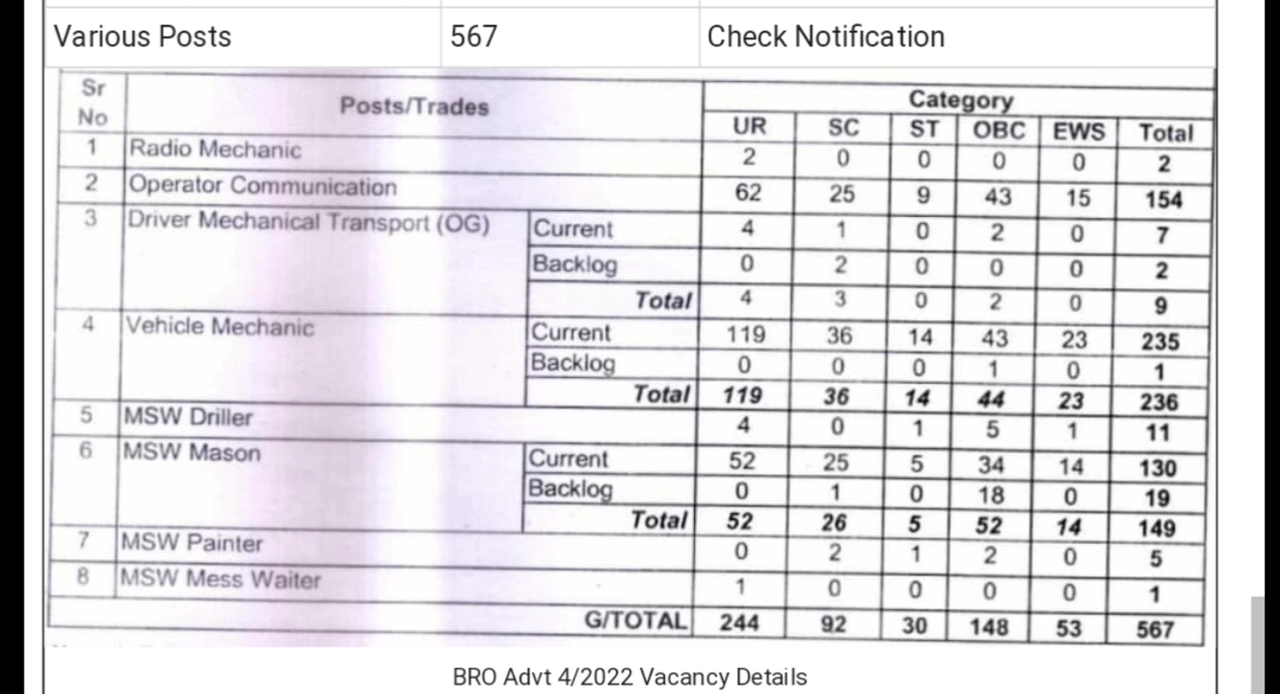 Various Posts 567 Check Notification
Sr No Posts/Trades Category
UR SC ST OBC EWS Total
1 Radio Mechanic 2 0 0 0 0 2
2 Operator Communication 62 25 9 43 15 154
3 Driver Mechanical Transport (OG) Current 4 1 0 2 0 7
Backlog 0 2 0 0 0 2
Total 4 3 0 2 0 9
4 Vehicle Mechanic Current 119 36 14 43 23 235
Backlog 0 0 0 1 0 1
Total 119 36 14 44 23 236
5 MSW Driller 4 0 1 5 1 11
6 MSW Mason Current 52 25 5 34 14 130
Backlog 0 1 0 18 0 19
Total 52 26 5 52 14 149
7 MSW Painter 0 2 1 2 0 5
8 MSW Mess Waiter 1 0 0 0 0 1
G/TOTAL 244 92 30 148 53 567
BRO Advt 4/2022 Vacancy Details